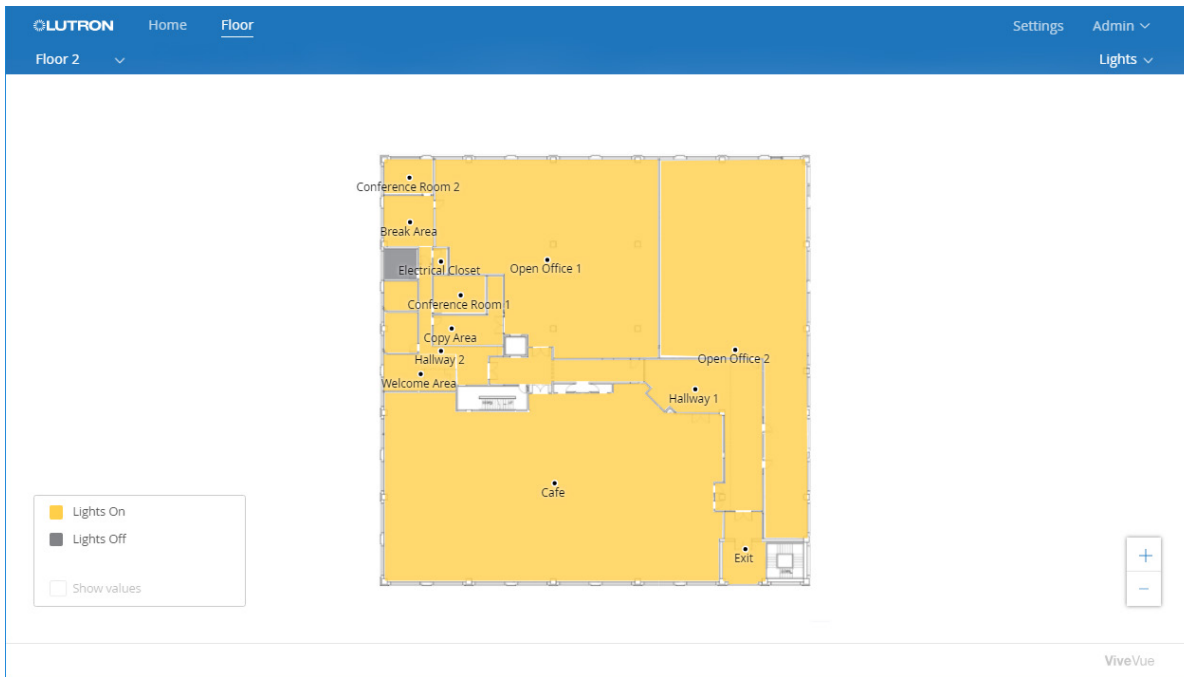 LUTRON Home Floor Settings Admin
Floor 2 Lights
Conference Room 2
Break Area
Electrical Closet
Open Office 1
Conference Room 1
Copy Area
Hallway 2
Open Office 2
Welcome Area
Hallway 1
Cafe
Lights On
Lights Off
Exit
Show values
ViveVue